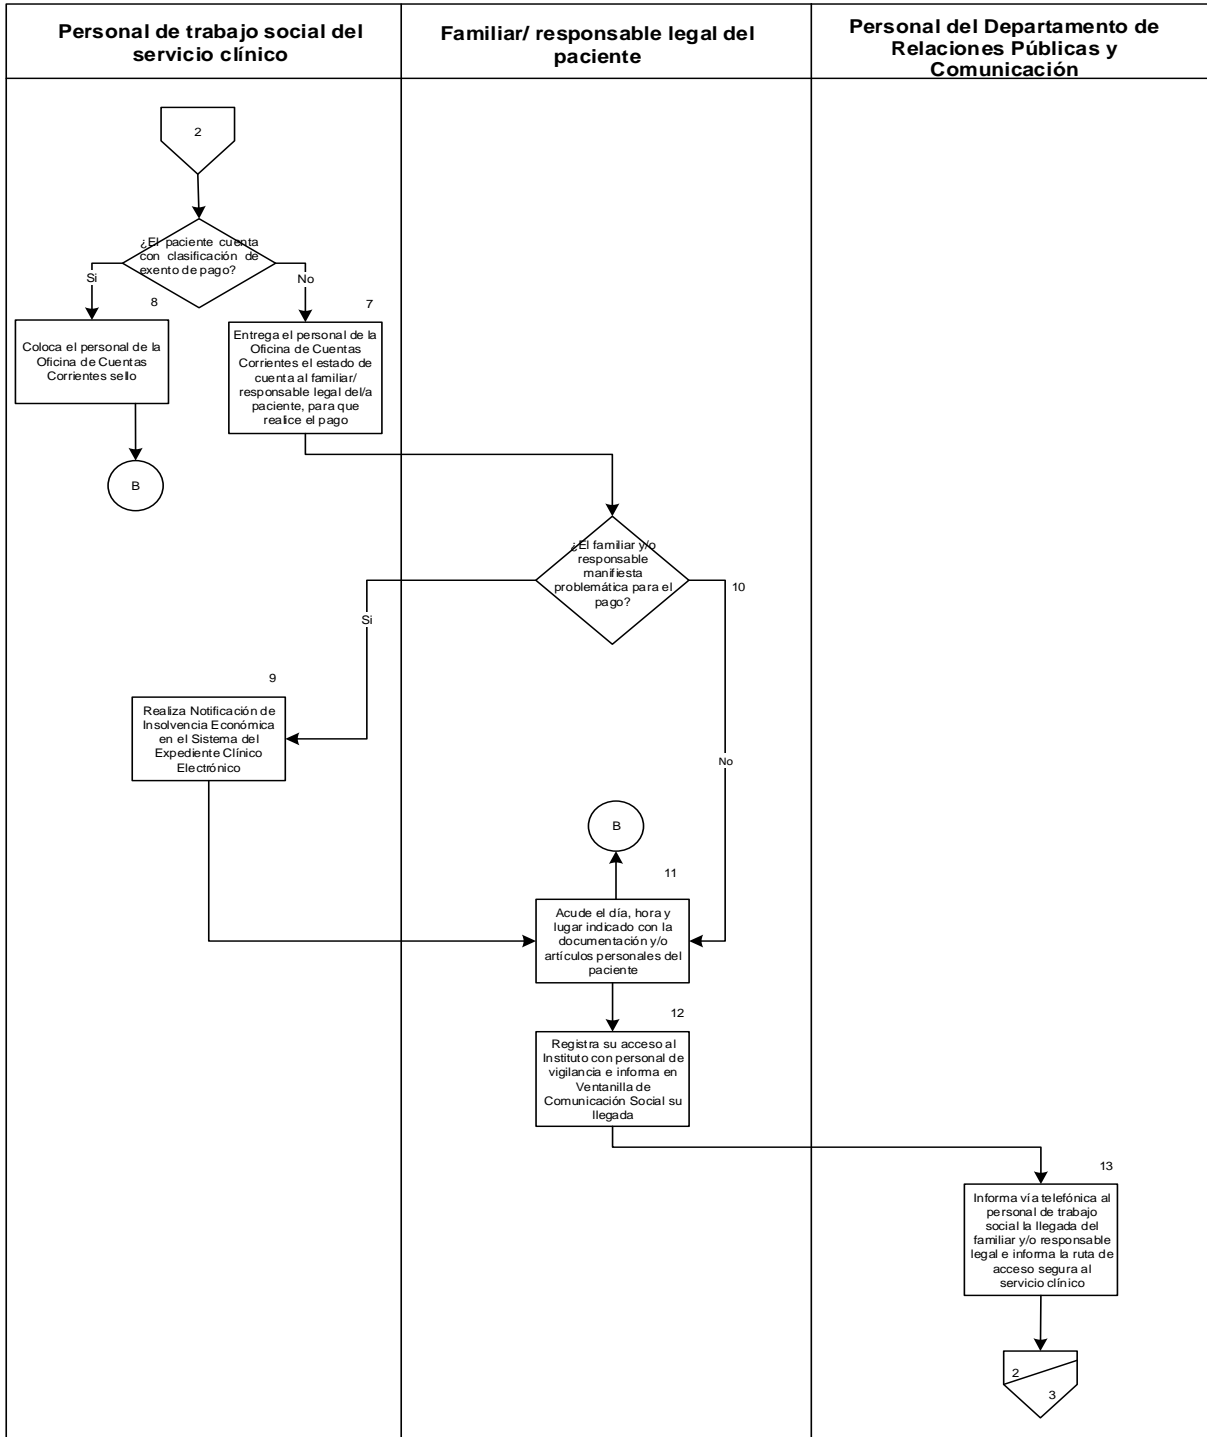 Personal de trabajo social del
servicio clínico
Familiar/ responsable legal del
paciente
Personal del Departamento de
Relaciones Públicas y
Comunicación
2
¿El paciente cuenta
con clasificación de
exento de pago?
Si
No
8
Coloca el personal de la
Oficina de Cuentas
Corrientes sello
B
7
Entrega el personal de la
Oficina de Cuentas
Corrientes el estado de
cuenta al familiar/
responsable legal del/a
paciente, para que
realice el pago
¿El familiar y/o
responsable
manifiesta
problemática para el
pago?
10
Si
No
9
Realiza Notificación de
Insolvencia Económica
en el Sistema del
Expediente Clínico
Electrónico
B
11
Acude el día, hora y
lugar indicado con la
documentación y/o
artículos personales del
paciente
12
Registra su acceso al
Instituto con personal de
vigilancia e informa en
Ventanilla de
Comunicación Social su
llegada
13
Informa vía telefónica al
personal de trabajo
social la llegada del
familiar y/o responsable
legal e informa la ruta de
acceso segura al
servicio clínico
2
3